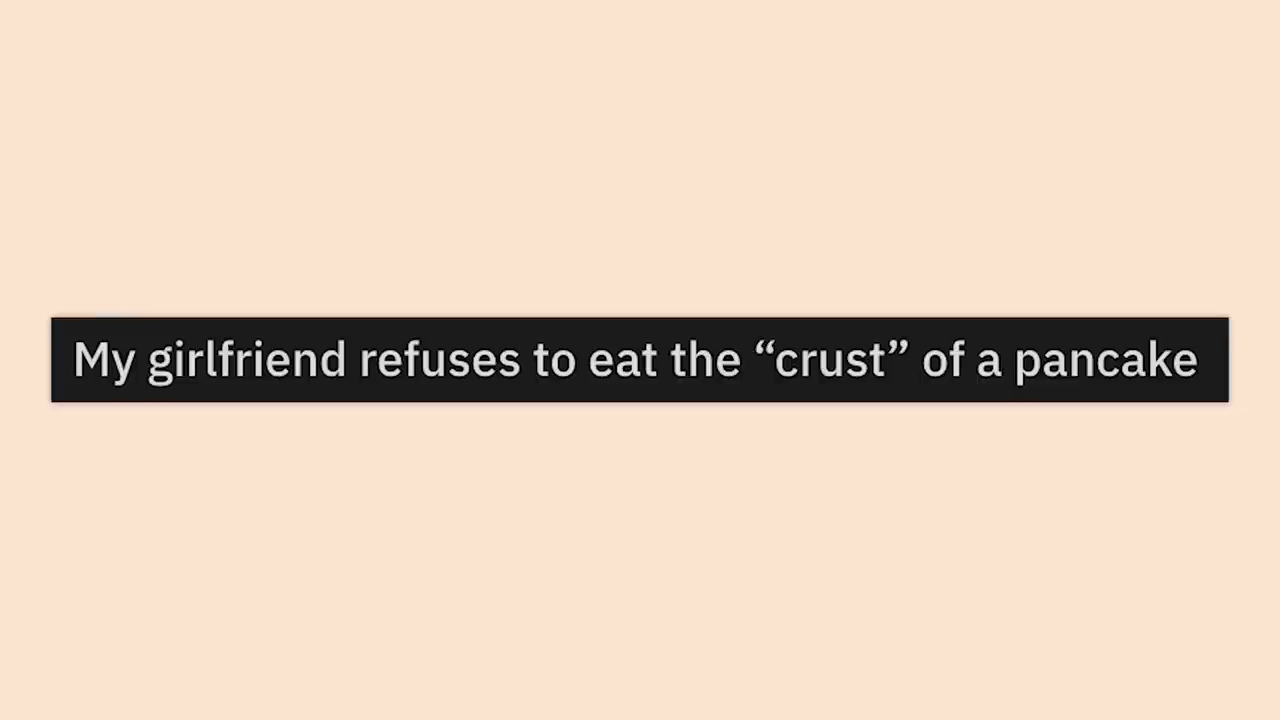 My girlfriend refuses to eat the “crust” of a pancake